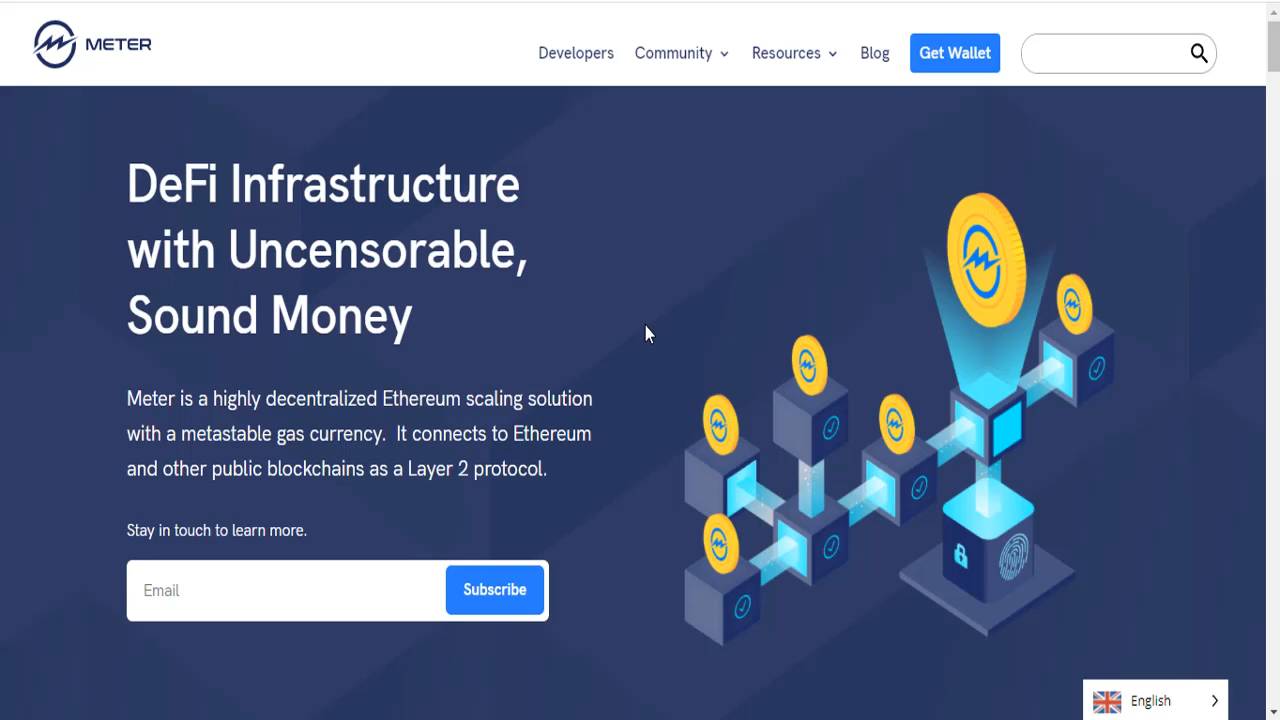 METER
Developers Community Resources Blog Get Wallet
DeFi Infrastructure
with Uncensorable,
Sound Money
Meter is a highly decentralized Ethereum scaling solution
with a metastable gas currency. It connects to Ethereum
and other public blockchains as a Layer 2 protocol.
Stay in touch to learn more.
Email Subscribe
English